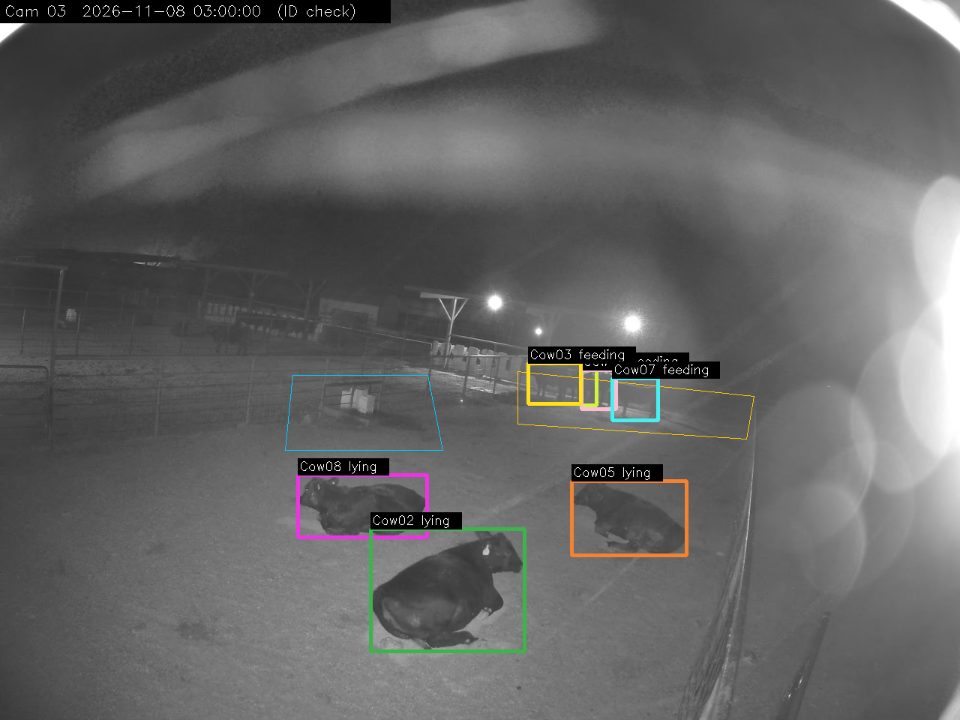 Cam 03 2026-11-08 03:00:00 (ID check)
Cow03 feeding
Cow07 feeding
Cow08 lying
Cow05 lying
Cow02 lying